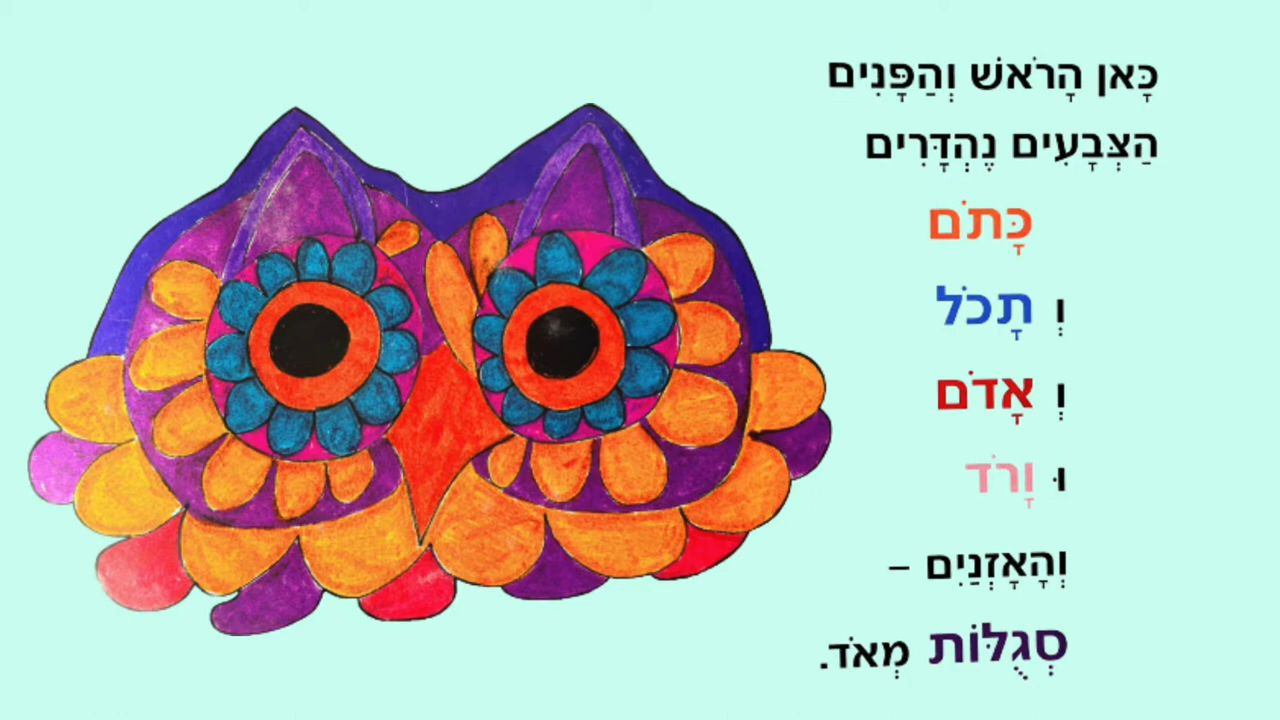 כָּאן הָרֹאשׁ וְהַפָּנִים
הַצְּבָעִים נֶהְדָּרִים
כָּתֹם
וְ תָכֹל
וְ אָדֹם
וּ וָרֹד
וְהָאָזְנַיִם –
סְגֻלּוֹת מְאֹד.